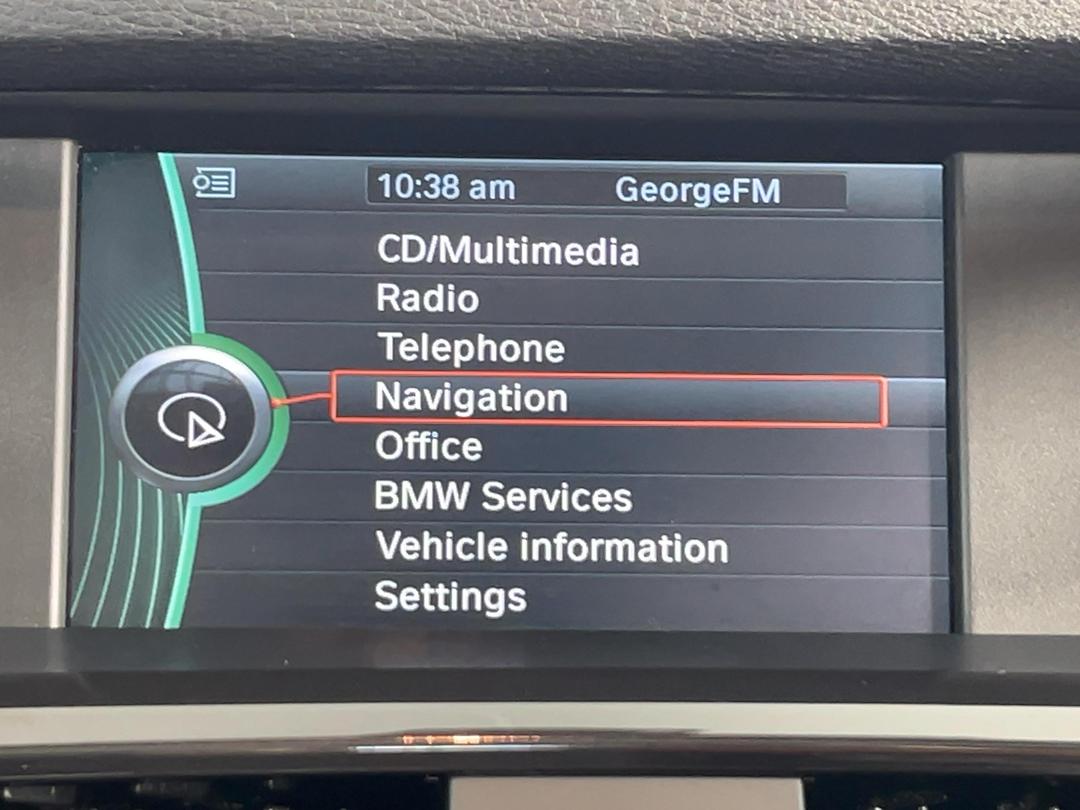 10:38 am GeorgeFM
CD/Multimedia
Radio
Telephone
Navigation
Office
BMW Services
Vehicle information
Settings